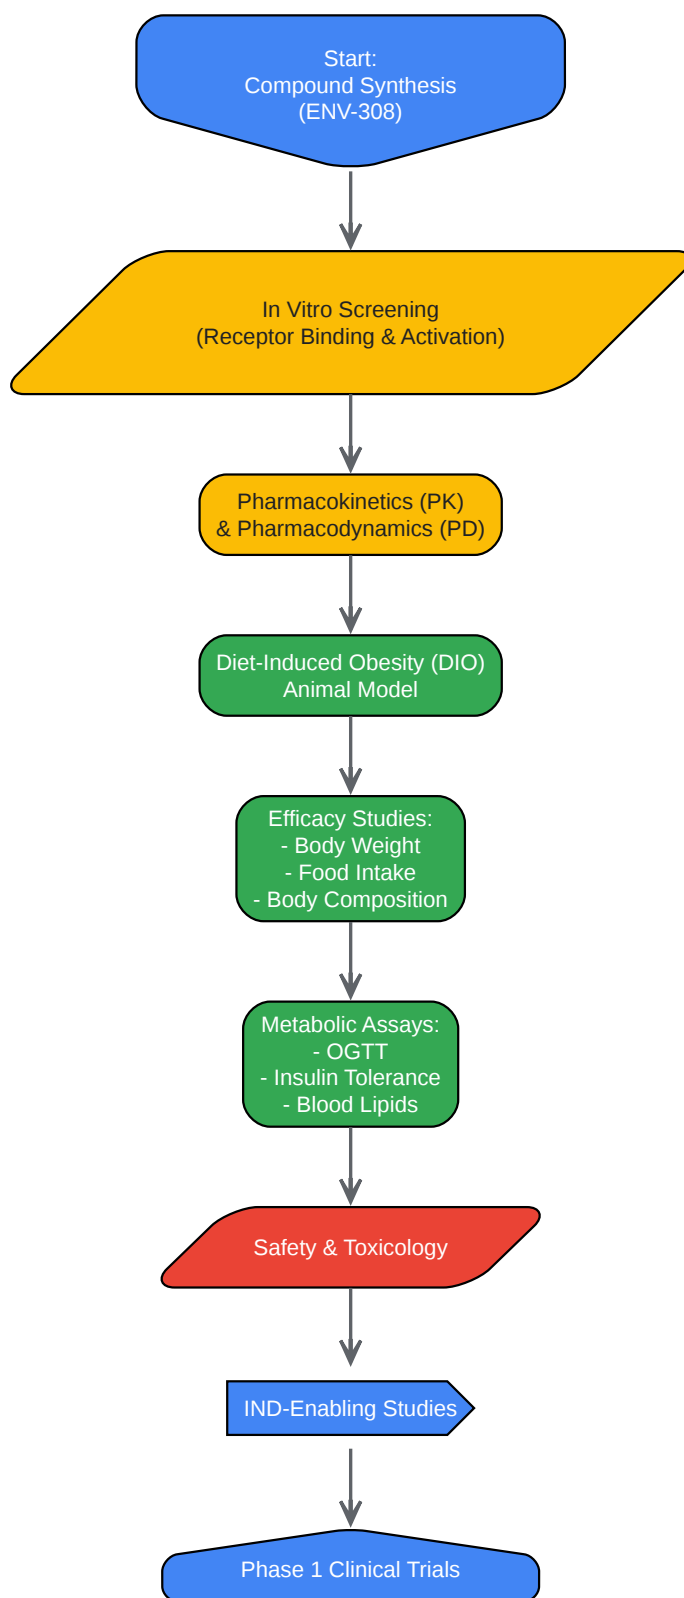 Start:
Compound Synthesis
(ENV-308)
In Vitro Screening
(Receptor Binding & Activation)
Pharmacokinetics (PK)
& Pharmacodynamics (PD)
Diet-Induced Obesity (DIO)
Animal Model
Efficacy Studies:
- Body Weight
- Food Intake
- Body Composition
Metabolic Assays:
- OGTT
- Insulin Tolerance
- Blood Lipids
Safety & Toxicology
IND-Enabling Studies
Phase 1 Clinical Trials